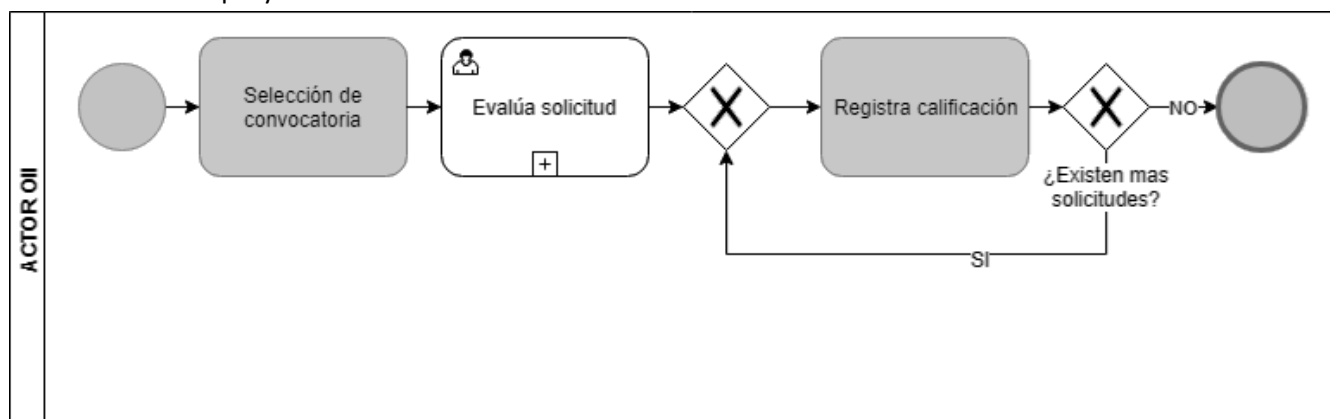 ACTOR OII
Selección de
convocatoria
Evalúa solicitud
Registra calificación
NO
¿Existen mas
solicitudes?
SI